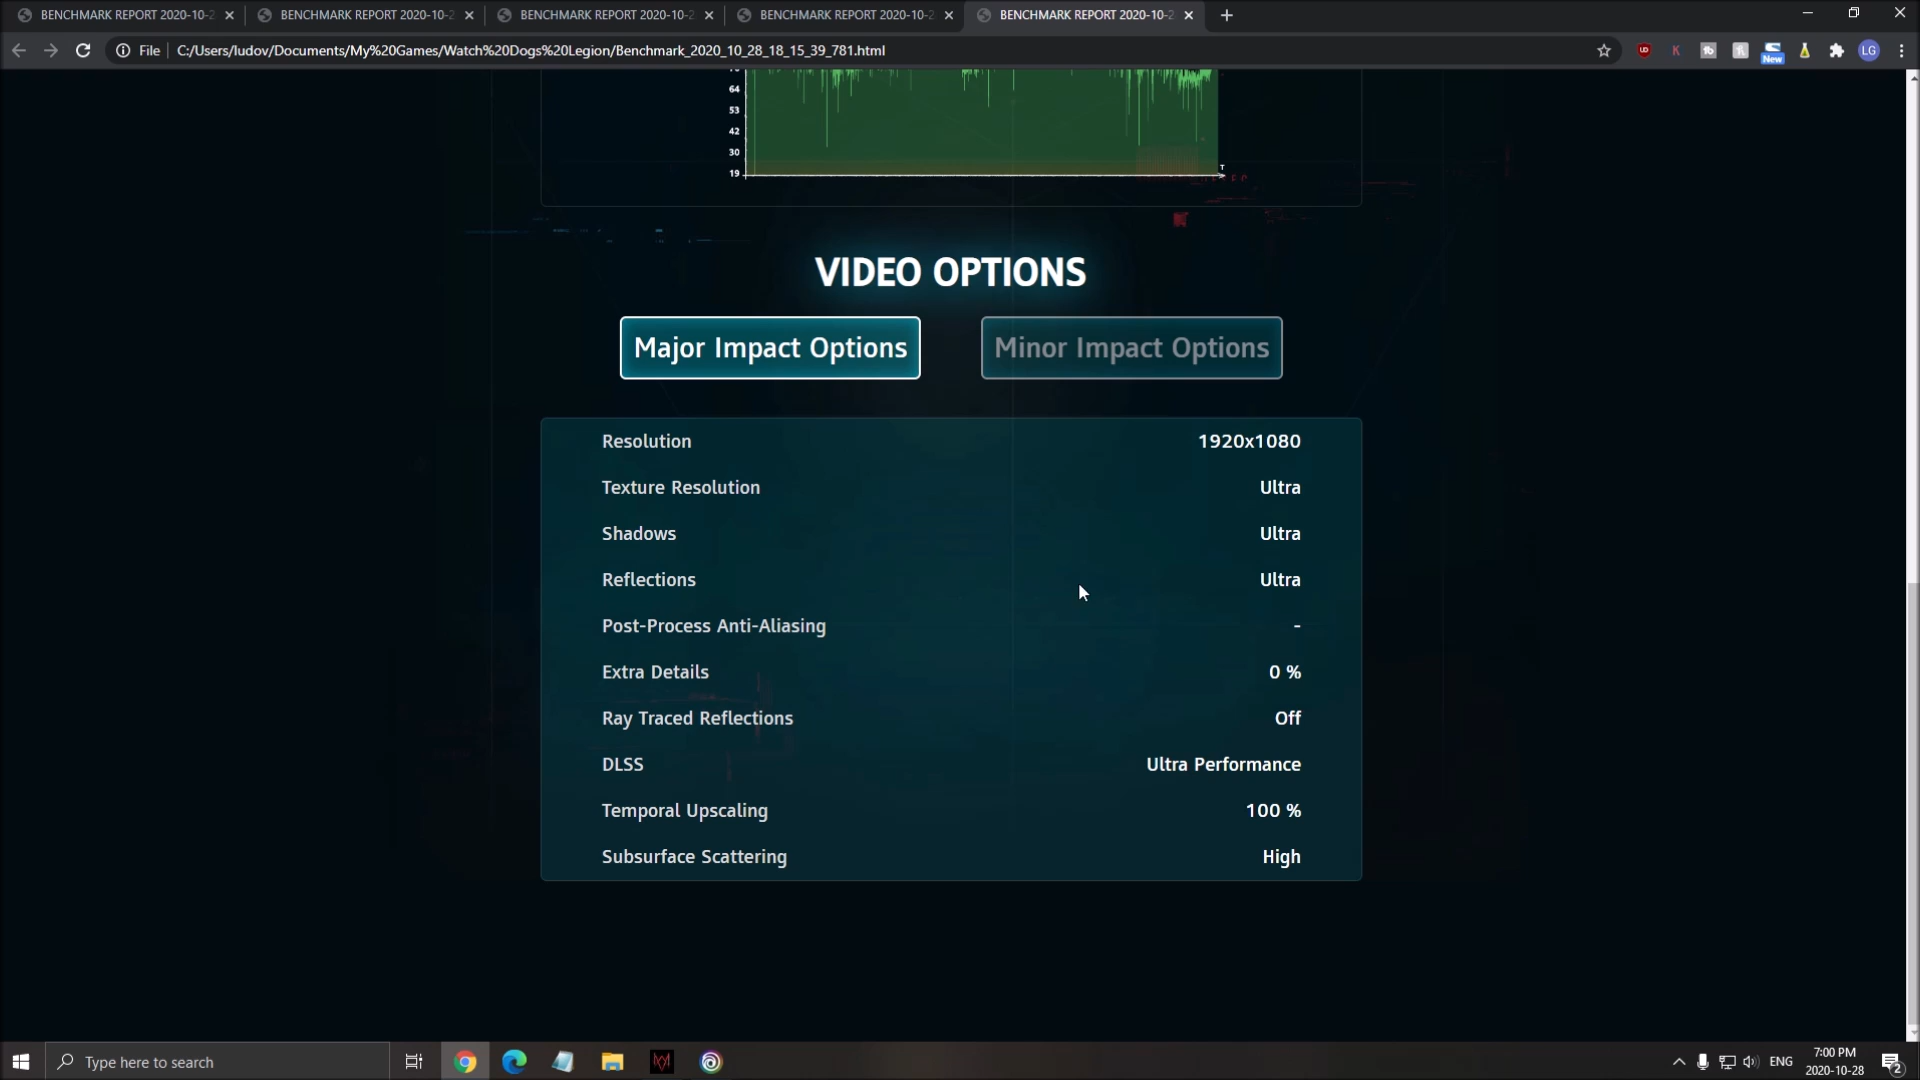 BENCHMARK REPORT 2020-10-2
BENCHMARK REPORT 2020-10-2
BENCHMARK REPORT 2020-10-2
BENCHMARK REPORT 2020-10-2
BENCHMARK REPORT 2020-10-2
File
C:/Users/ludov/Documents/My%20Games/Watch%20Dogs%20Legion/Benchmark_2020_10_28_18_15_39_781.html
UD
K
New
LG
64
53
42
30
19
T
VIDEO OPTIONS
Major Impact Options
Minor Impact Options
Resolution 1920x1080
Texture Resolution Ultra
Shadows Ultra
Reflections Ultra
Post-Process Anti-Aliasing -
Extra Details 0 %
Ray Traced Reflections Off
DLSS Ultra Performance
Temporal Upscaling 100 %
Subsurface Scattering High
Type here to search
ENG
7:00 PM
2020-10-28
2